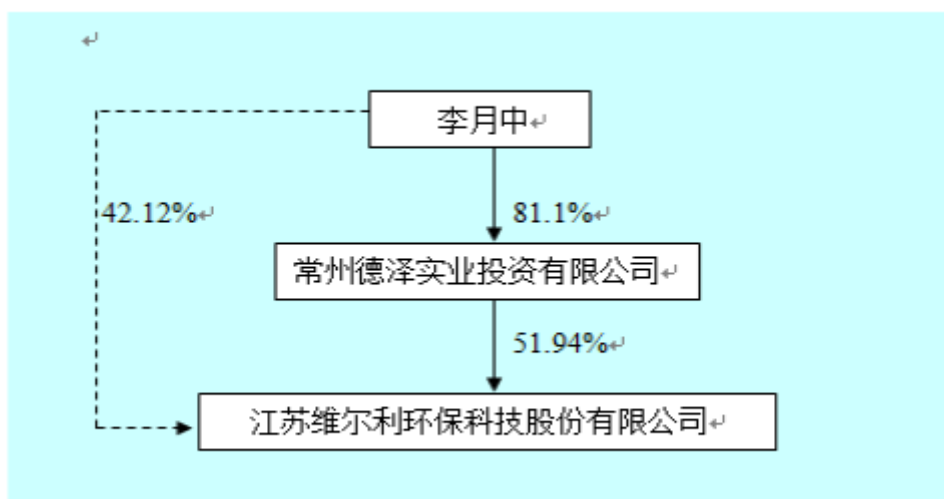 李月中
42.12%
81.1%
常州德泽实业投资有限公司
51.94%
江苏维尔利环保科技股份有限公司